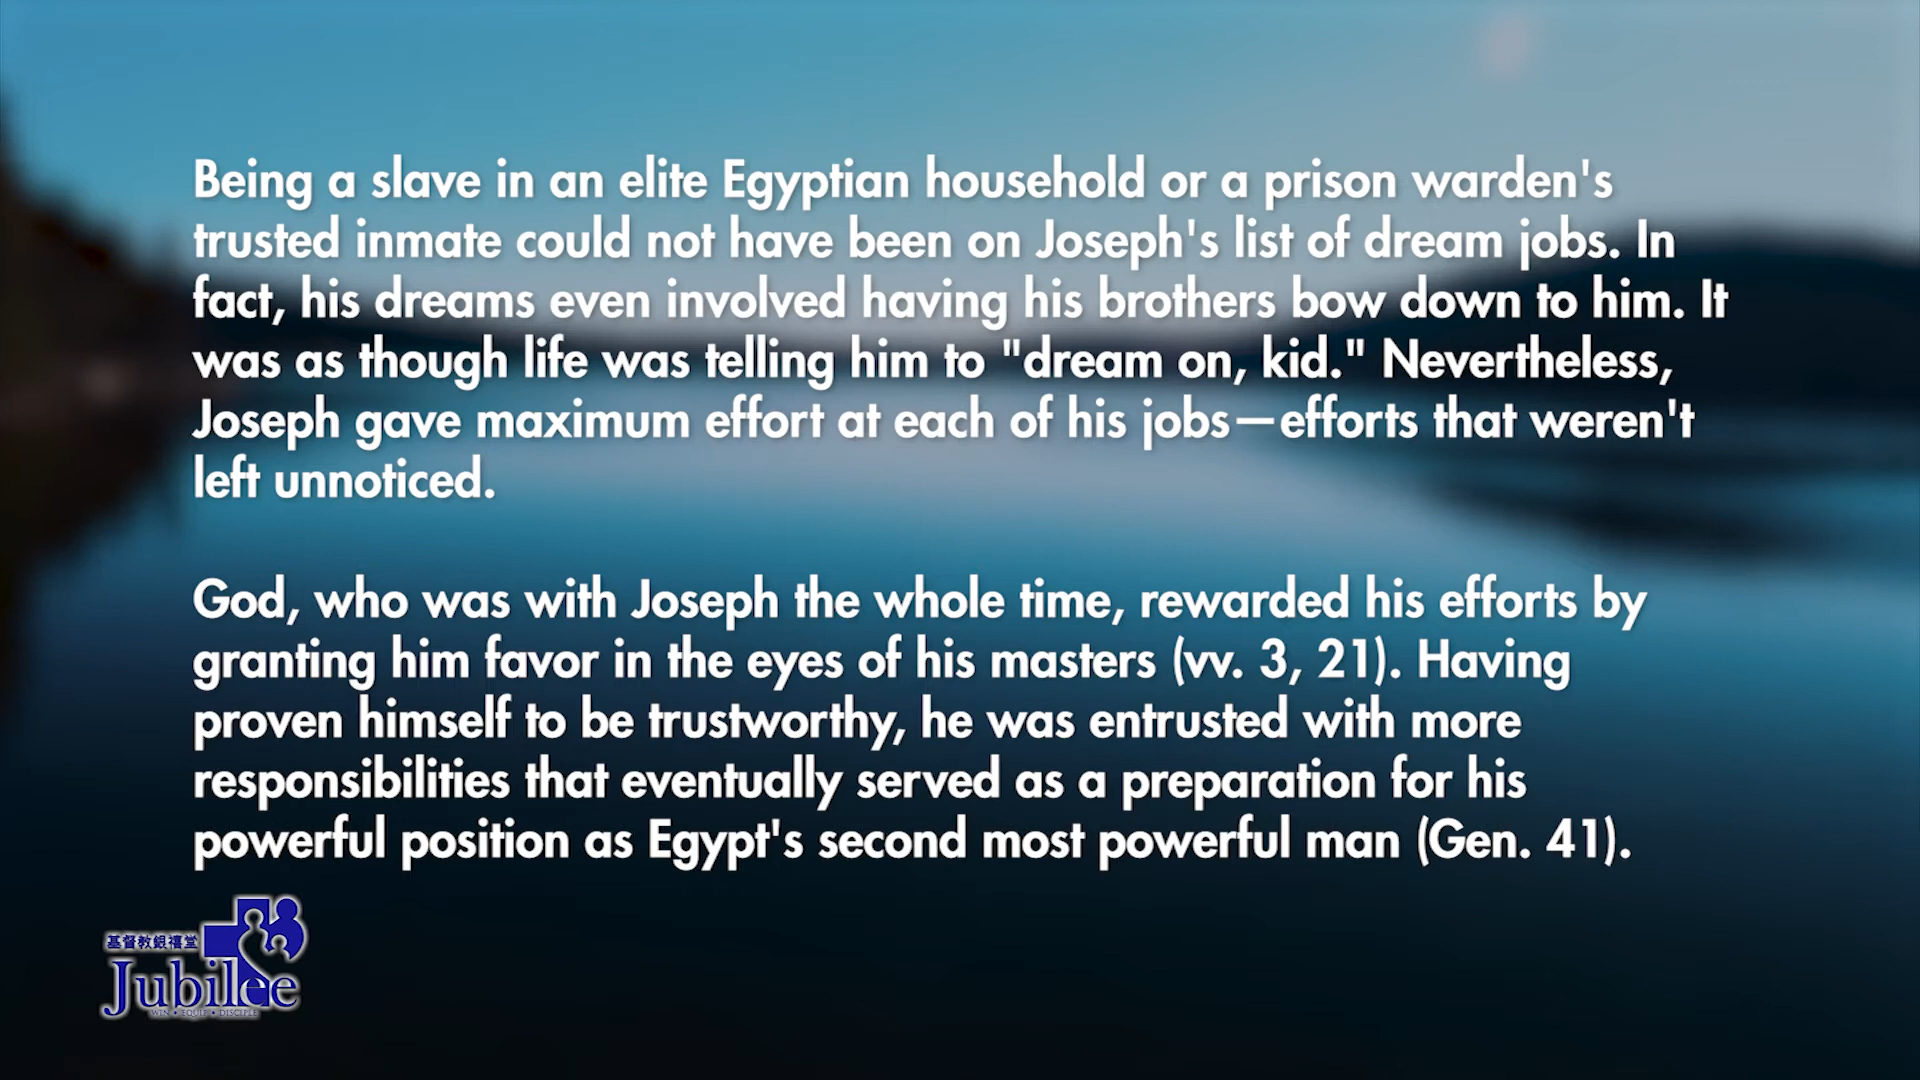 Being a slave in an elite Egyptian household or a prison warden's
trusted inmate could not have been on Joseph's list of dream jobs. In
fact, his dreams even involved having his brothers bow down to him. It
was as though life was telling him to "dream on, kid." Nevertheless,
Joseph gave maximum effort at each of his jobs—efforts that weren't
left unnoticed.
God, who was with Joseph the whole time, rewarded his efforts by
granting him favor in the eyes of his masters (vv. 3, 21). Having
proven himself to be trustworthy, he was entrusted with more
responsibilities that eventually served as a preparation for his
powerful position as Egypt's second most powerful man (Gen. 41).
基督教銀禧堂
Jubilee
WIN • EQUIP • DISCIPLE